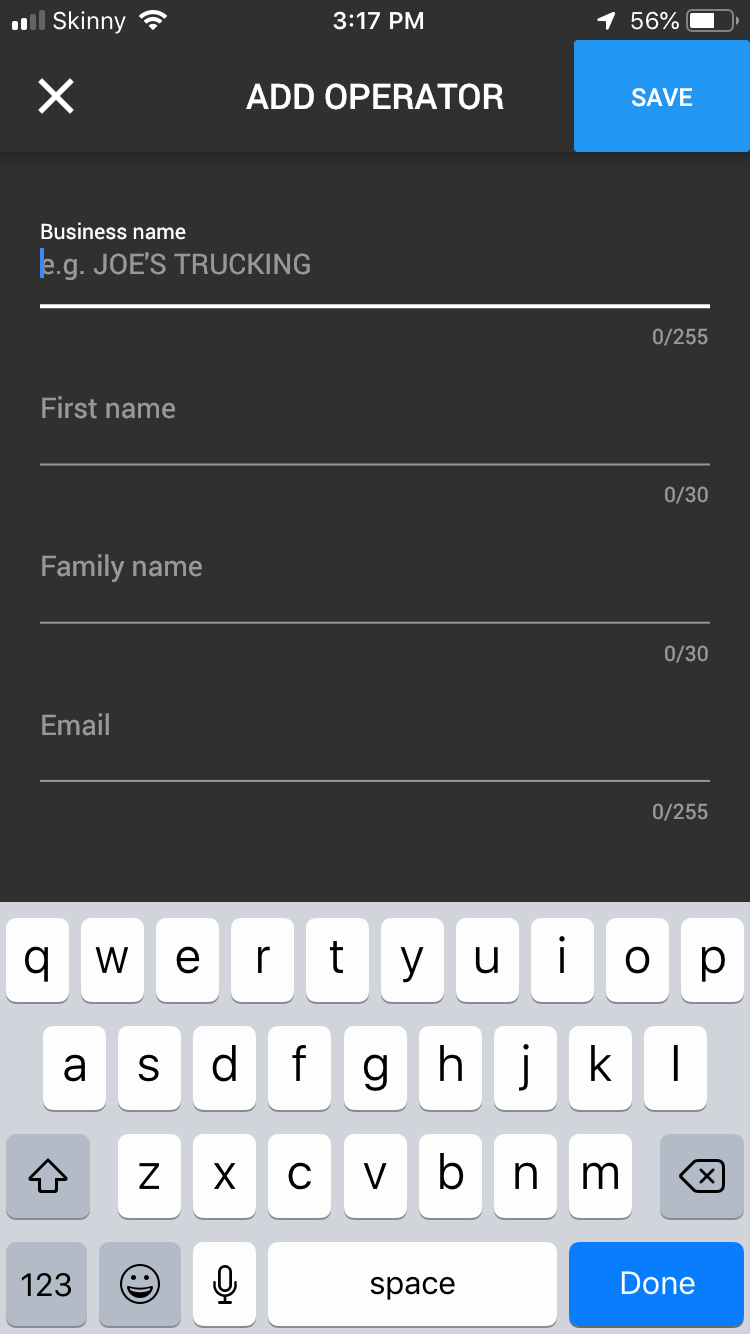 Skinny 3:17 PM 56%
ADD OPERATOR SAVE
Business name
e.g. JOE'S TRUCKING
0/255
First name
0/30
Family name
0/30
Email
0/255
q w e r t y u i o p
a s d f g h j k l
z x c v b n m
123 space Done